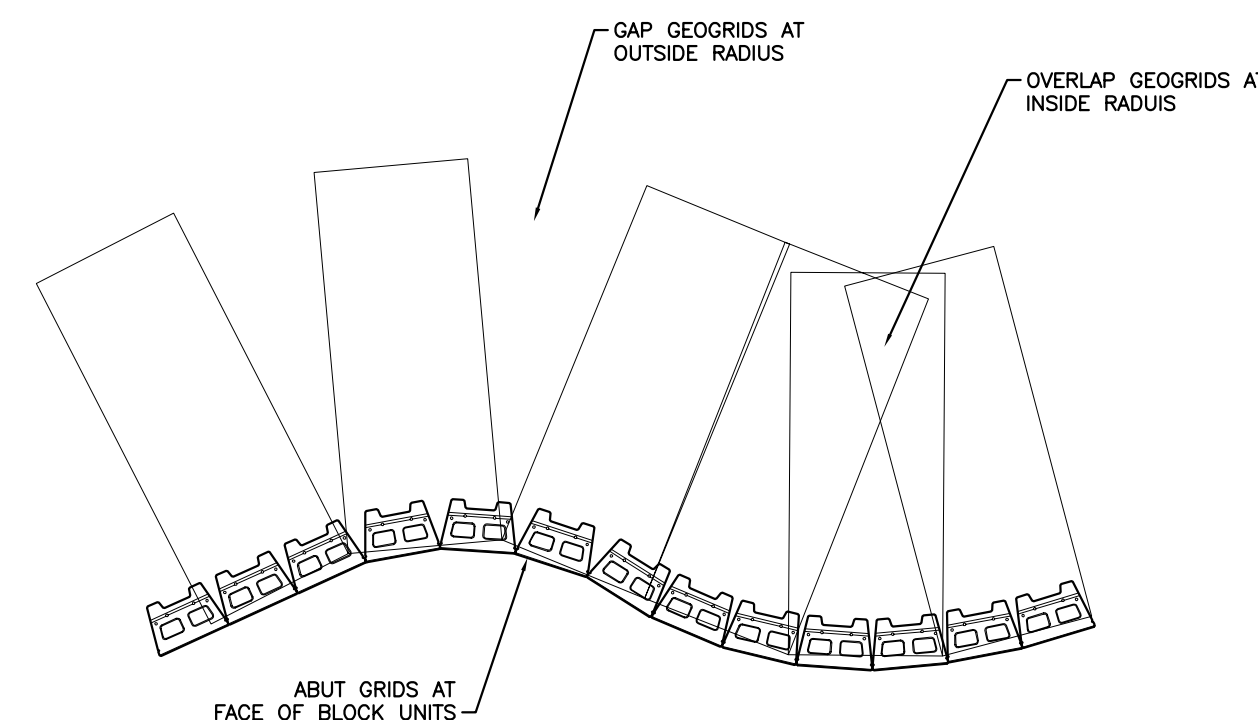 GAP GEOGRIDS AT
OUTSIDE RADIUS
OVERLAP GEOGRIDS AT
INSIDE RADUIS
ABUT GRIDS AT
FACE OF BLOCK UNITS